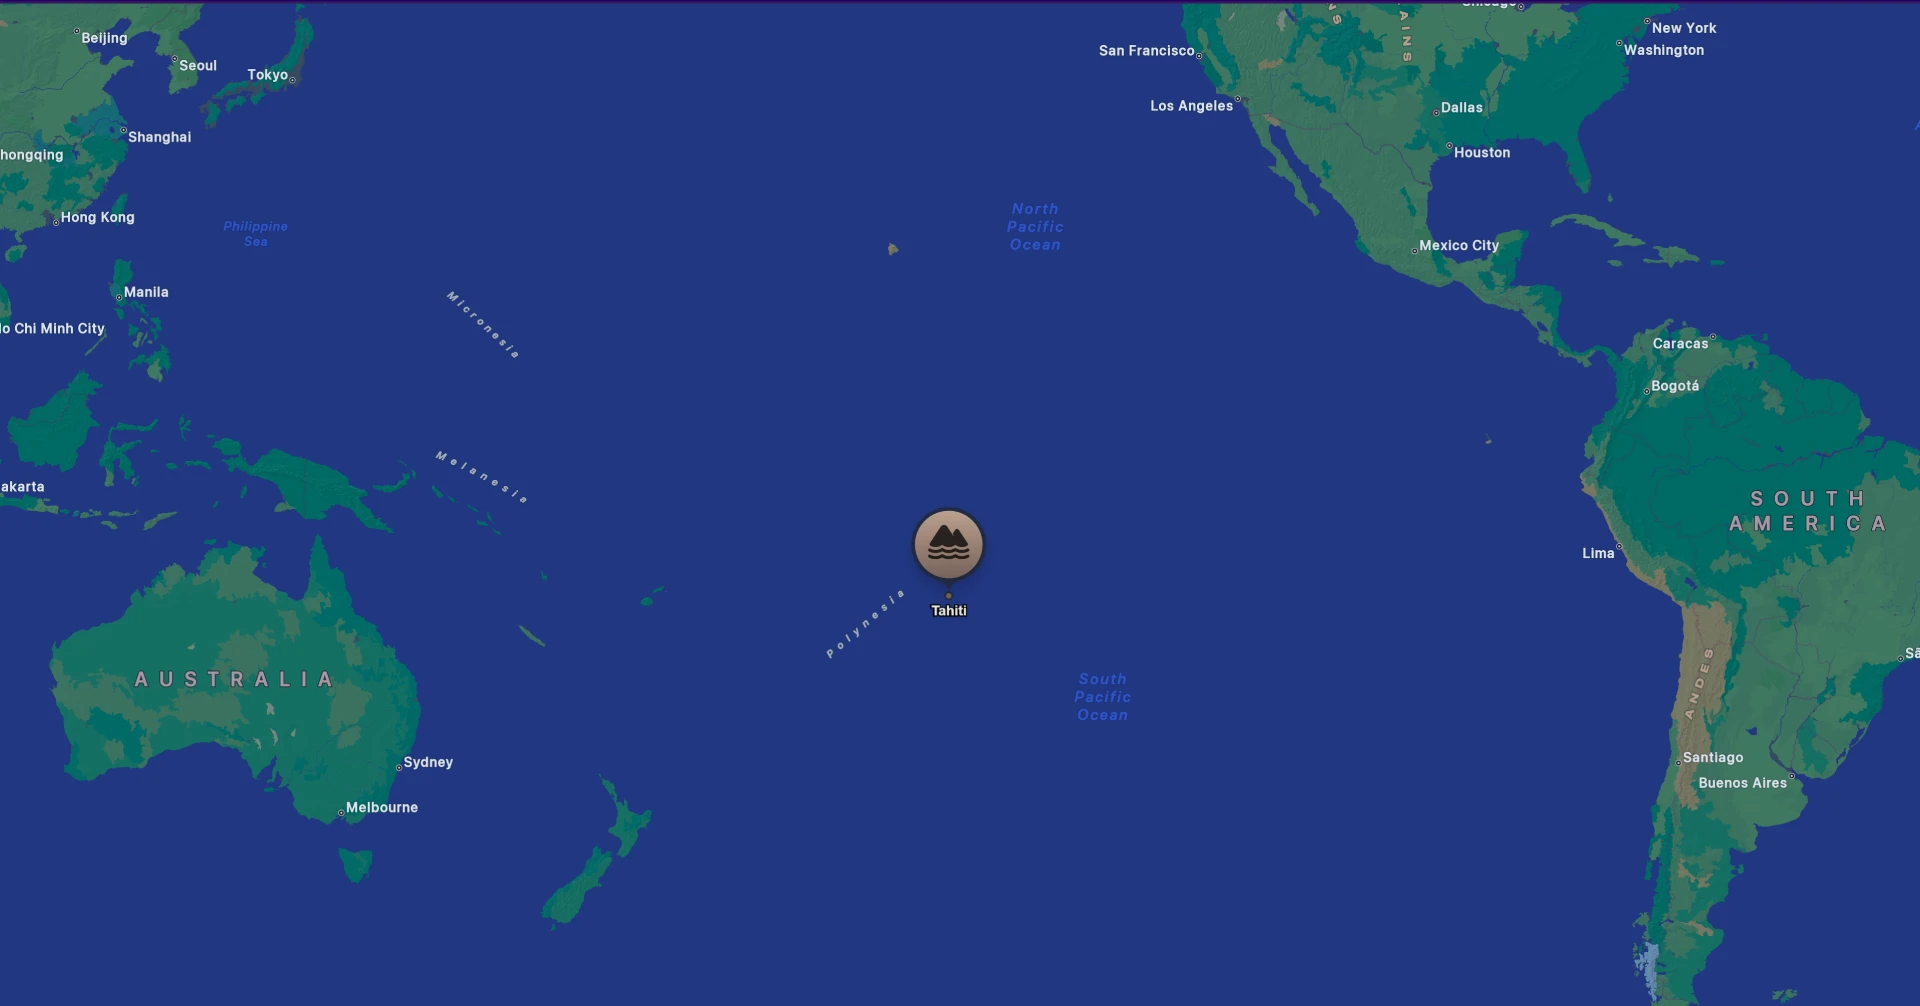 Chicago
New York
Beijing
San Francisco
Washington
Seoul
Tokyo
Los Angeles
Dallas
Shanghai
Houston
hongqing
North
Pacific
Ocean
Hong Kong
Philippine
Sea
Mexico City
Manila
Micronesia
Ho Chi Minh City
Caracas
Bogotá
Melanesia
akarta
SOUTH
AMERICA
Lima
Polynesia
Tahiti
AUSTRALIA
South
Pacific
Ocean
ANDES
Santiago
Sydney
Buenos Aires
Melbourne